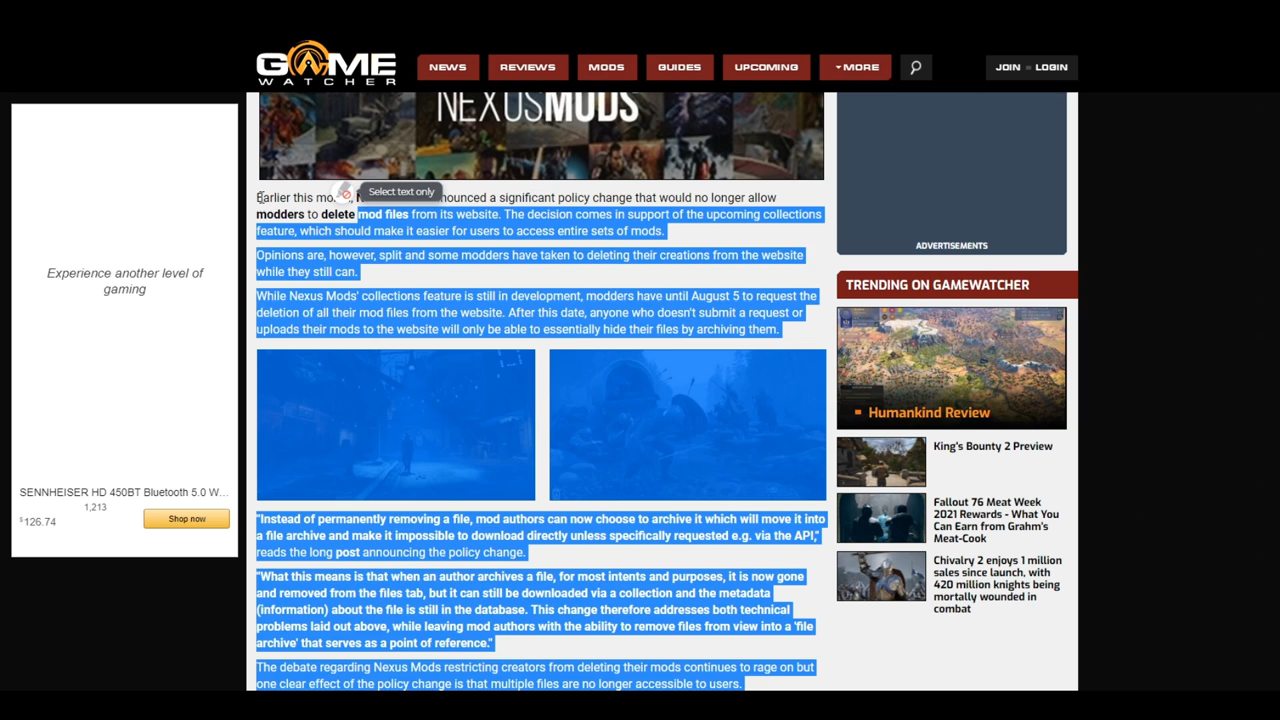 GAME
WATCHER
NEWS
REVIEWS
MODS
GUIDES
UPCOMING
MORE
JOIN
LOGIN
NEXUSMODS
Select text only
Earlier this mo nounced a significant policy change that would no longer allow
modders to delete mod files from its website. The decision comes in support of the upcoming collections
feature, which should make it easier for users to access entire sets of mods.
Opinions are, however, split and some modders have taken to deleting their creations from the website
while they still can.
While Nexus Mods' collections feature is still in development, modders have until August 5 to request the
deletion of all their mod files from the website. After this date, anyone who doesn't submit a request or
uploads their mods to the website will only be able to essentially hide their files by archiving them.
"Instead of permanently removing a file, mod authors can now choose to archive it which will move it into
a file archive and make it impossible to download directly unless specifically requested e.g. via the API,"
reads the long post announcing the policy change.
"What this means is that when an author archives a file, for most intents and purposes, it is now gone
and removed from the files tab, but it can still be downloaded via a collection and the metadata
(information) about the file is still in the database. This change therefore addresses both technical
problems laid out above, while leaving mod authors with the ability to remove files from view into a 'file
archive' that serves as a point of reference."
The debate regarding Nexus Mods restricting creators from deleting their mods continues to rage on but
one clear effect of the policy change is that multiple files are no longer accessible to users.
Experience another level of
gaming
SENNHEISER HD 450BT Bluetooth 5.0 W...
1,213
$126.74
Shop now
ADVERTISEMENTS
TRENDING ON GAMEWATCHER
Humankind Review
King's Bounty 2 Preview
Fallout 76 Meat Week
2021 Rewards - What You
Can Earn from Grahm's
Meat-Cook
Chivalry 2 enjoys 1 million
sales since launch, with
420 million knights being
mortally wounded in
combat